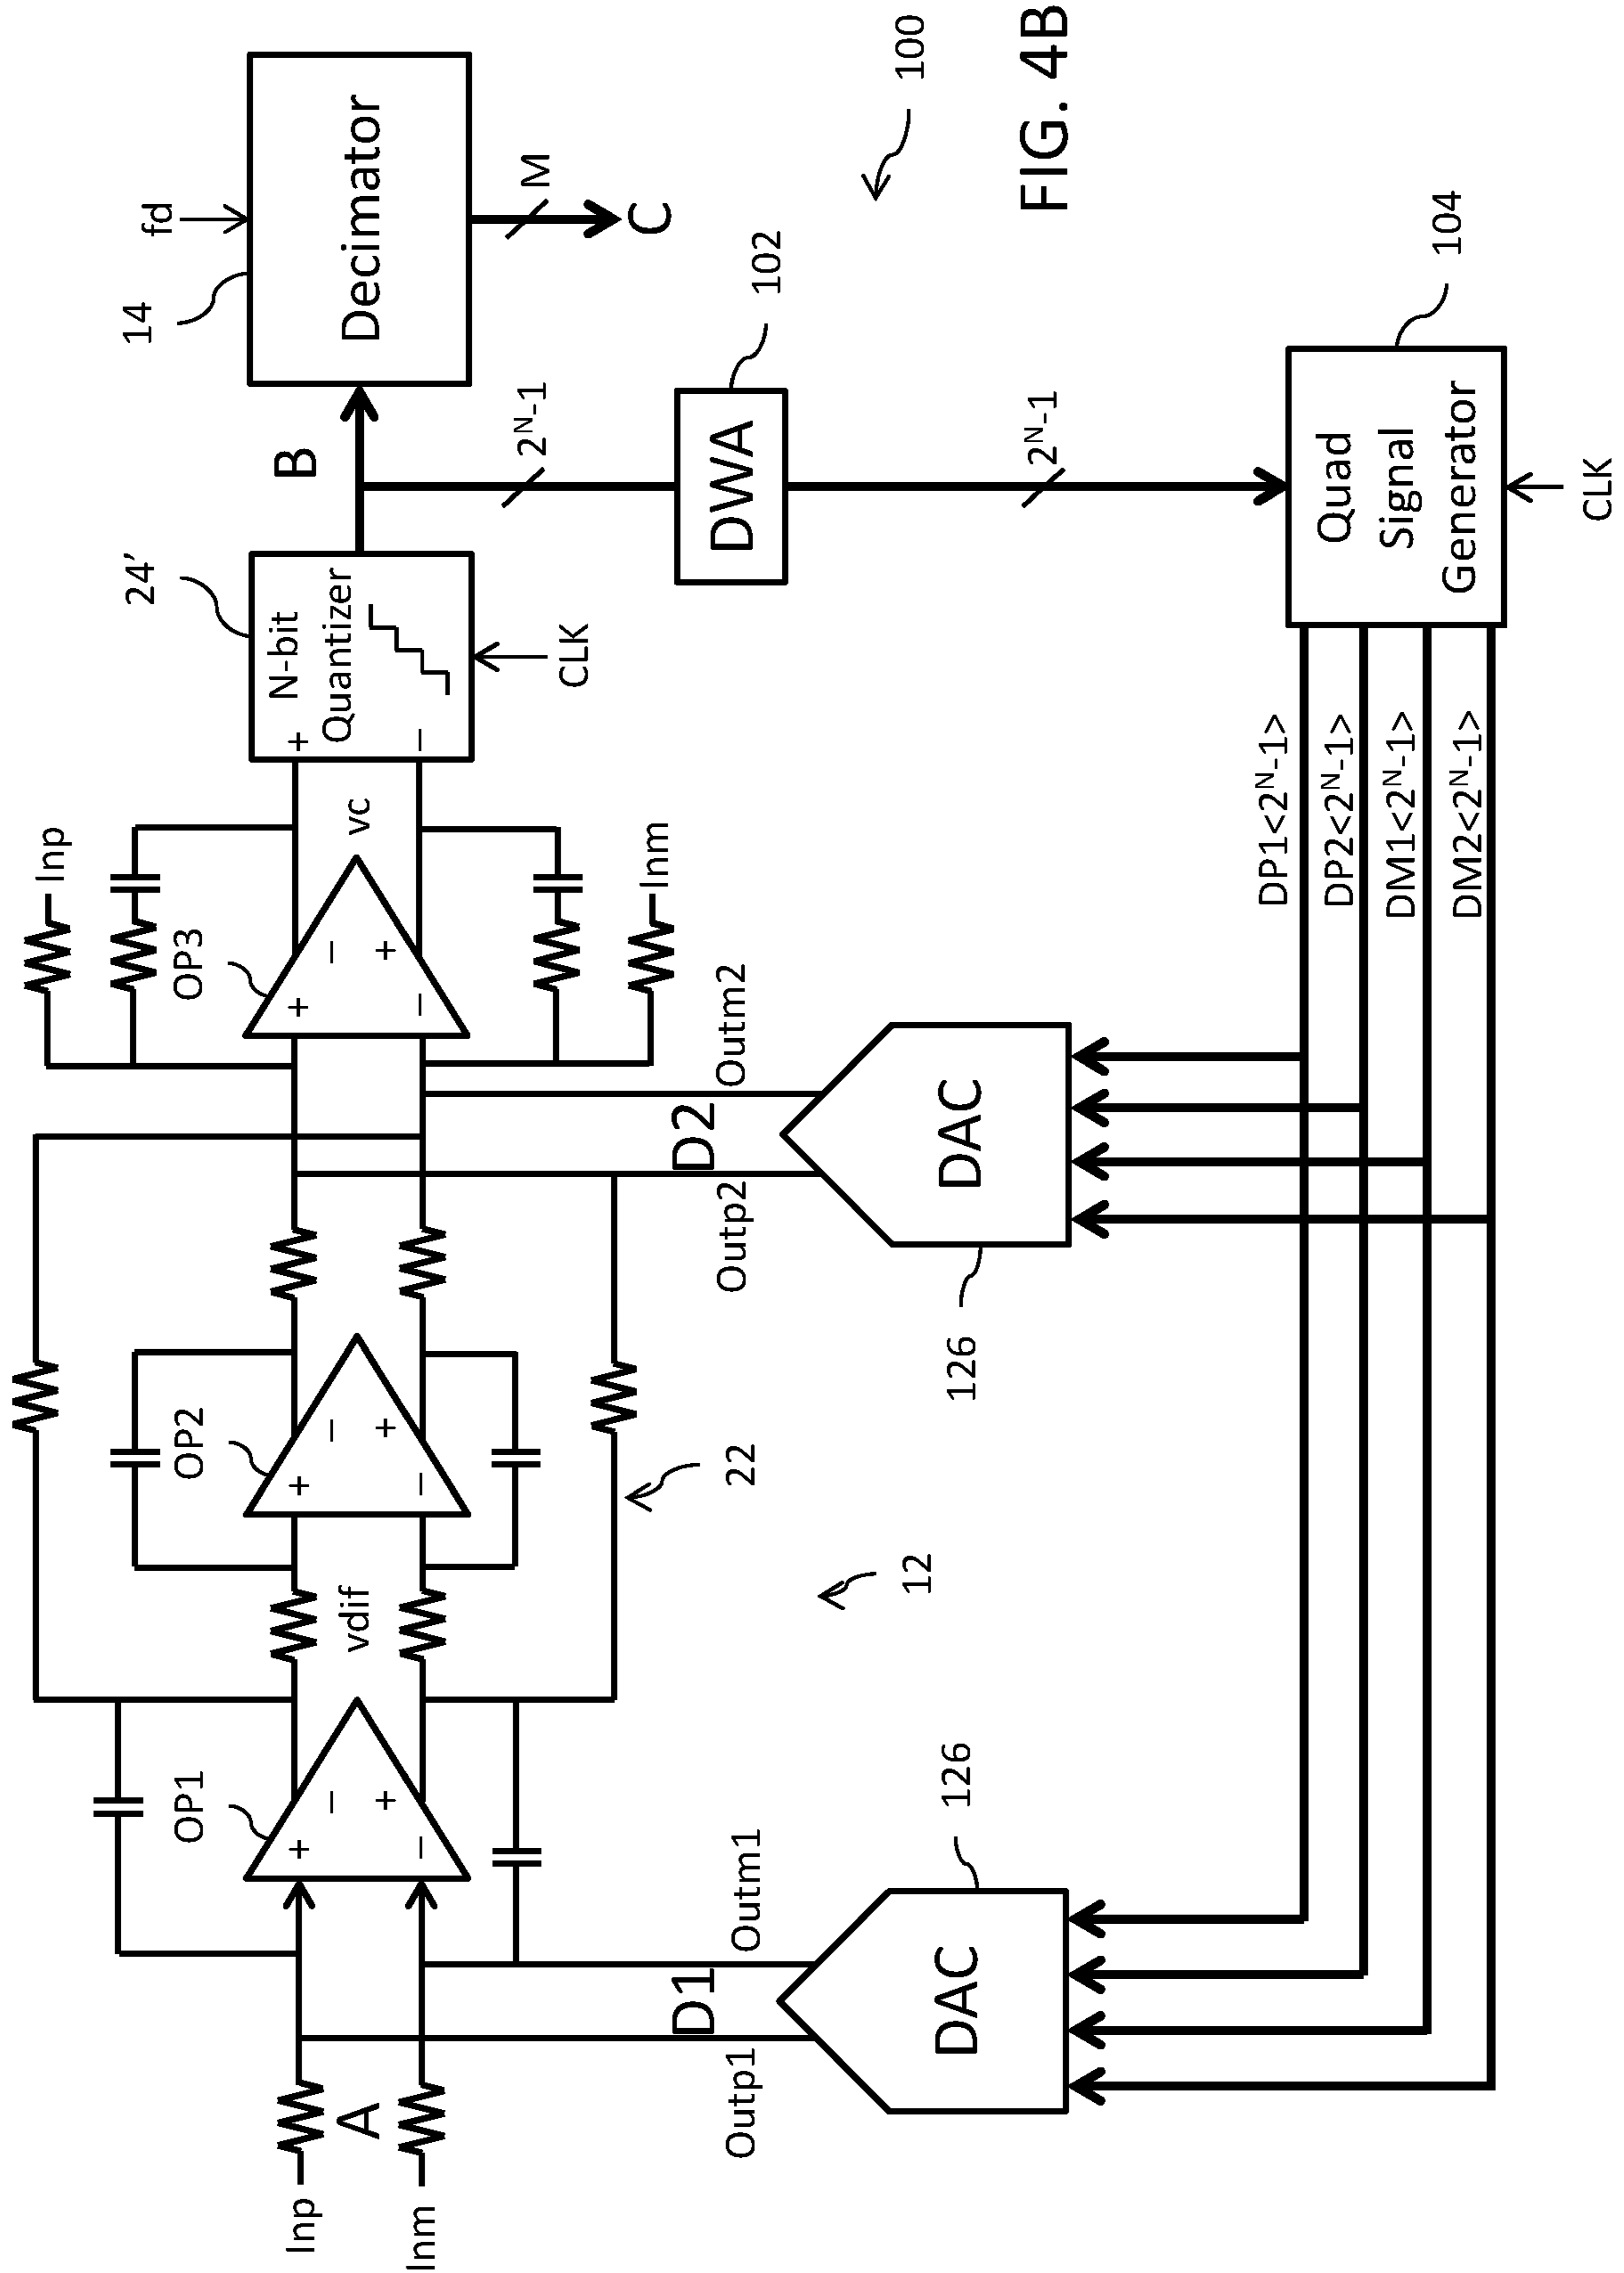 Inp
Inm
A
OP1
vdif
OP2
OP3
Inp
Inm
vc
+
−
−
+
+
−
−
+
+
−
−
+
+
−
N-bit
Quantizer
24’
CLK
B
14
fd
Decimator
M
C
2ᴺ-1
DWA
102
2ᴺ-1
100
22
12
D1
Outp1
Outm1
DAC
126
D2
Outp2
Outm2
DAC
126
DP1<2ᴺ-1>
DP2<2ᴺ-1>
DM1<2ᴺ-1>
DM2<2ᴺ-1>
Quad
Signal
Generator
104
CLK
FIG. 4B